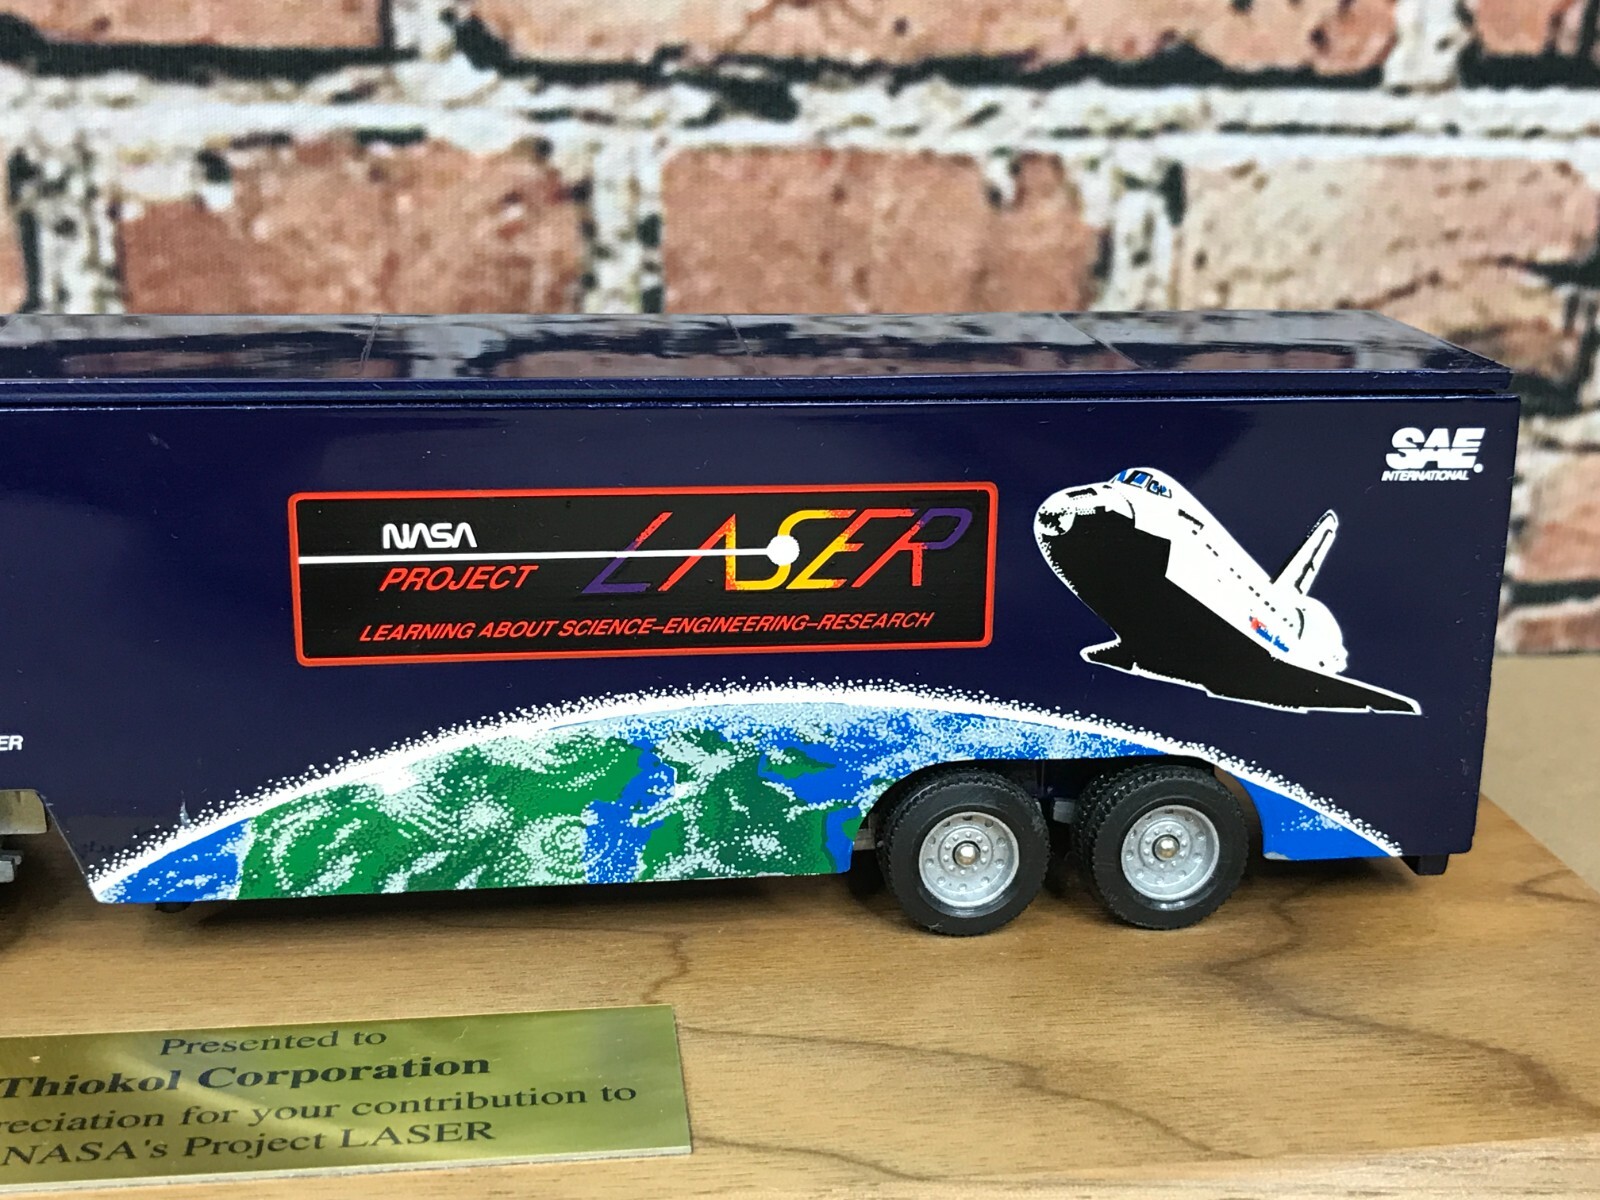 SAE
INTERNATIONAL®
NASA
PROJECT LASER
LEARNING ABOUT SCIENCE–ENGINEERING–RESEARCH
ER
Presented to
Thiokol Corporation
reciation for your contribution to
NASA's Project LASER